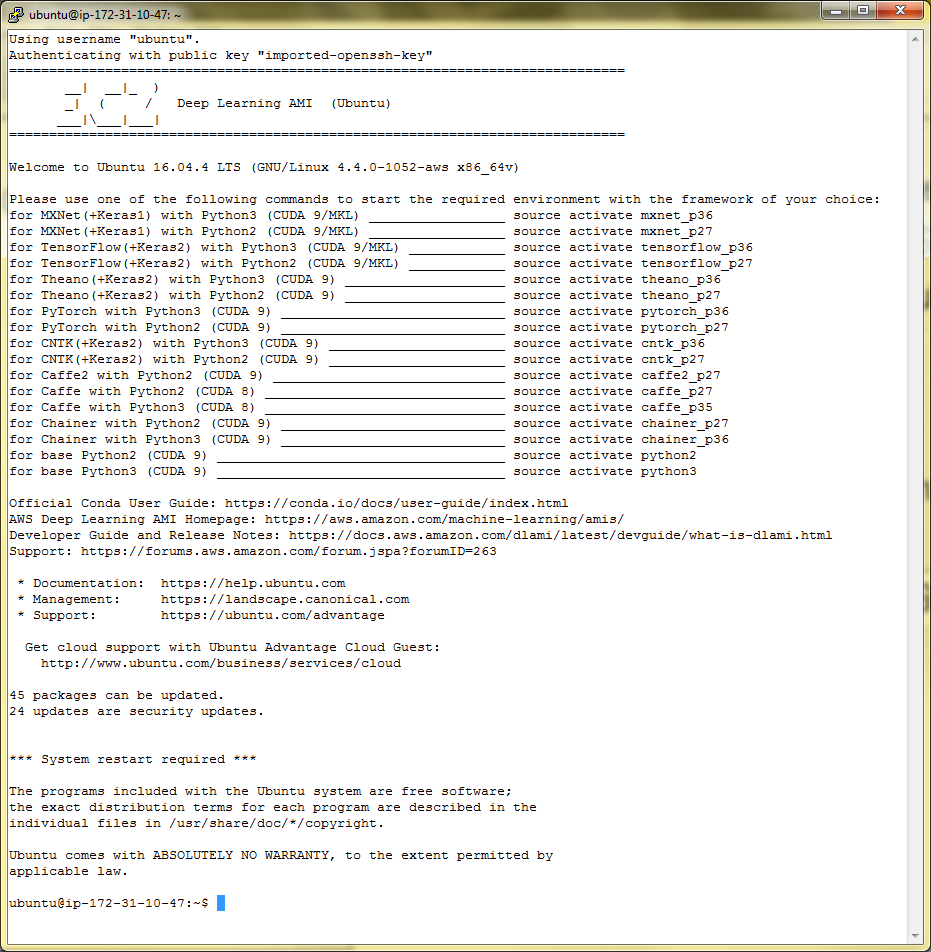 ubuntu@ip-172-31-10-47: ~
Using username "ubuntu".
Authenticating with public key "imported-openssh-key"
=============================================================================
       __|  __|_  )
       _|  (     /   Deep Learning AMI  (Ubuntu)
      ___|\___|___|
=============================================================================
Welcome to Ubuntu 16.04.4 LTS (GNU/Linux 4.4.0-1052-aws x86_64v)
Please use one of the following commands to start the required environment with the framework of your choice:
for MXNet(+Keras1) with Python3 (CUDA 9/MKL) _________________ source activate mxnet_p36
for MXNet(+Keras1) with Python2 (CUDA 9/MKL) _________________ source activate mxnet_p27
for TensorFlow(+Keras2) with Python3 (CUDA 9/MKL) ____________ source activate tensorflow_p36
for TensorFlow(+Keras2) with Python2 (CUDA 9/MKL) ____________ source activate tensorflow_p27
for Theano(+Keras2) with Python3 (CUDA 9) ____________________ source activate theano_p36
for Theano(+Keras2) with Python2 (CUDA 9) ____________________ source activate theano_p27
for PyTorch with Python3 (CUDA 9) ____________________________ source activate pytorch_p36
for PyTorch with Python2 (CUDA 9) ____________________________ source activate pytorch_p27
for CNTK(+Keras2) with Python3 (CUDA 9) ______________________ source activate cntk_p36
for CNTK(+Keras2) with Python2 (CUDA 9) ______________________ source activate cntk_p27
for Caffe2 with Python2 (CUDA 9) _____________________________ source activate caffe2_p27
for Caffe with Python2 (CUDA 8) ______________________________ source activate caffe_p27
for Caffe with Python3 (CUDA 8) ______________________________ source activate caffe_p35
for Chainer with Python2 (CUDA 9) ____________________________ source activate chainer_p27
for Chainer with Python3 (CUDA 9) ____________________________ source activate chainer_p36
for base Python2 (CUDA 9) ____________________________________ source activate python2
for base Python3 (CUDA 9) ____________________________________ source activate python3
Official Conda User Guide: https://conda.io/docs/user-guide/index.html
AWS Deep Learning AMI Homepage: https://aws.amazon.com/machine-learning/amis/
Developer Guide and Release Notes: https://docs.aws.amazon.com/dlami/latest/devguide/what-is-dlami.html
Support: https://forums.aws.amazon.com/forum.jspa?forumID=263
 * Documentation:  https://help.ubuntu.com
 * Management:     https://landscape.canonical.com
 * Support:        https://ubuntu.com/advantage
  Get cloud support with Ubuntu Advantage Cloud Guest:
    http://www.ubuntu.com/business/services/cloud
45 packages can be updated.
24 updates are security updates.
*** System restart required ***
The programs included with the Ubuntu system are free software;
the exact distribution terms for each program are described in the
individual files in /usr/share/doc/*/copyright.
Ubuntu comes with ABSOLUTELY NO WARRANTY, to the extent permitted by
applicable law.
ubuntu@ip-172-31-10-47:~$